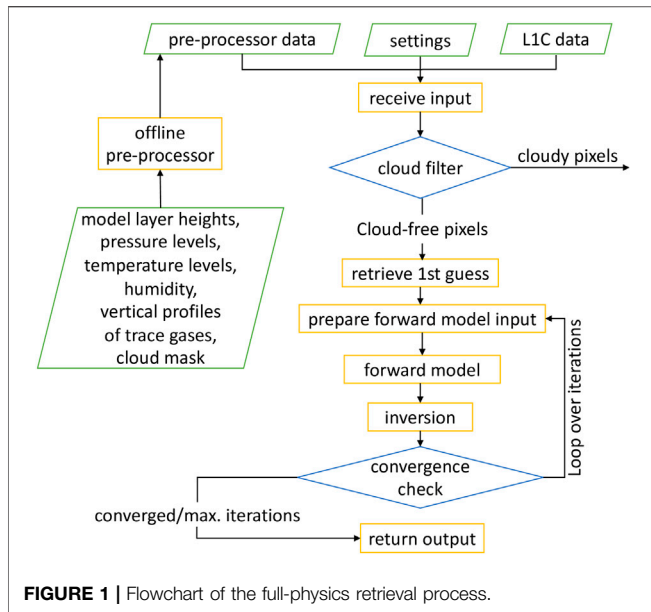 pre-processor data
settings
L1C data
receive input
offline
pre-processor
cloud filter
cloudy pixels
model layer heights,
pressure levels,
temperature levels,
humidity,
vertical profiles
of trace gases,
cloud mask
Cloud-free pixels
retrieve 1st guess
prepare forward model input
forward model
inversion
Loop over iterations
convergence
check
converged/max. iterations
return output
FIGURE 1 | Flowchart of the full-physics retrieval process.